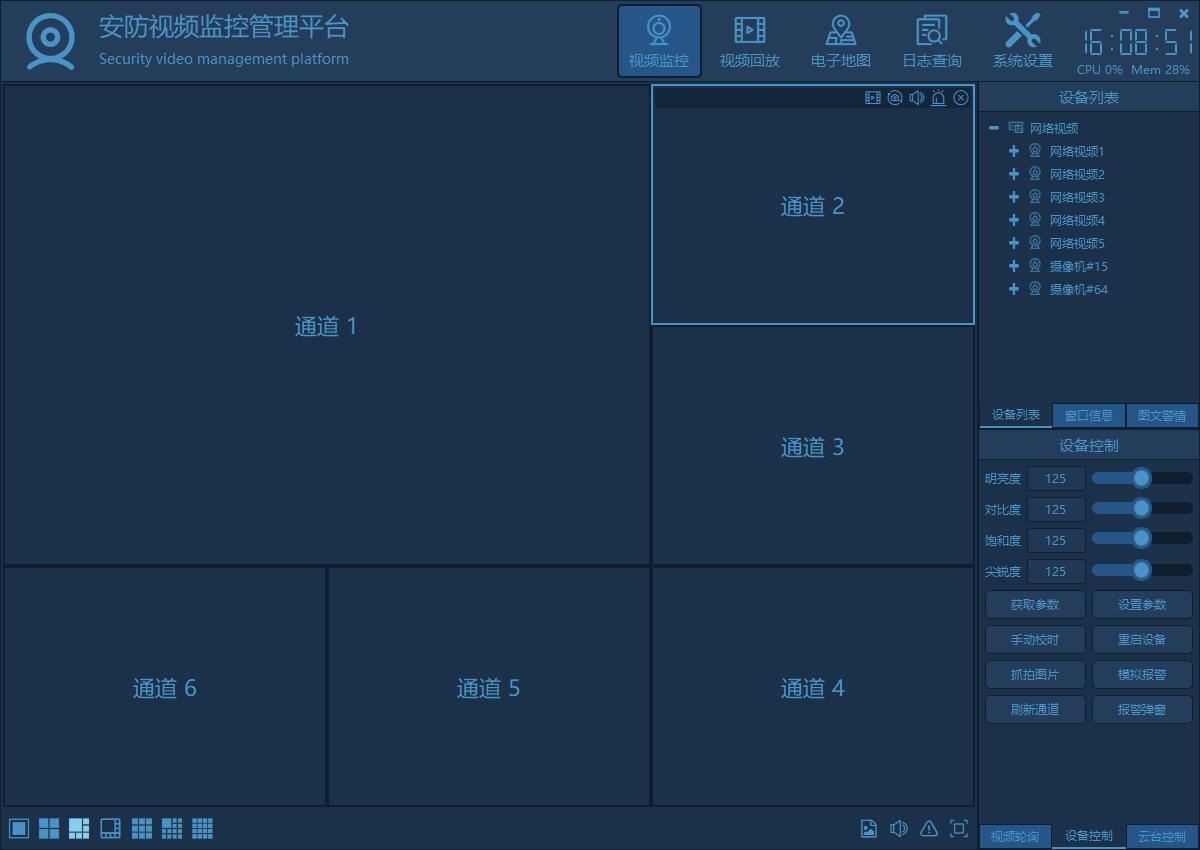 安防视频监控管理平台
Security video management platform
视频监控
视频回放
电子地图
日志查询
系统设置
16:08:51
CPU 0% Mem 28%
通道 1
通道 2
通道 3
通道 6
通道 5
通道 4
设备列表
网络视频
网络视频1
网络视频2
网络视频3
网络视频4
网络视频5
摄像机#15
摄像机#64
设备列表 窗口信息 图文警情
设备控制
明亮度 125
对比度 125
饱和度 125
尖锐度 125
获取参数 设置参数
手动校时 重启设备
抓拍图片 模拟报警
刷新通道 报警弹窗
视频轮询 设备控制 云台控制